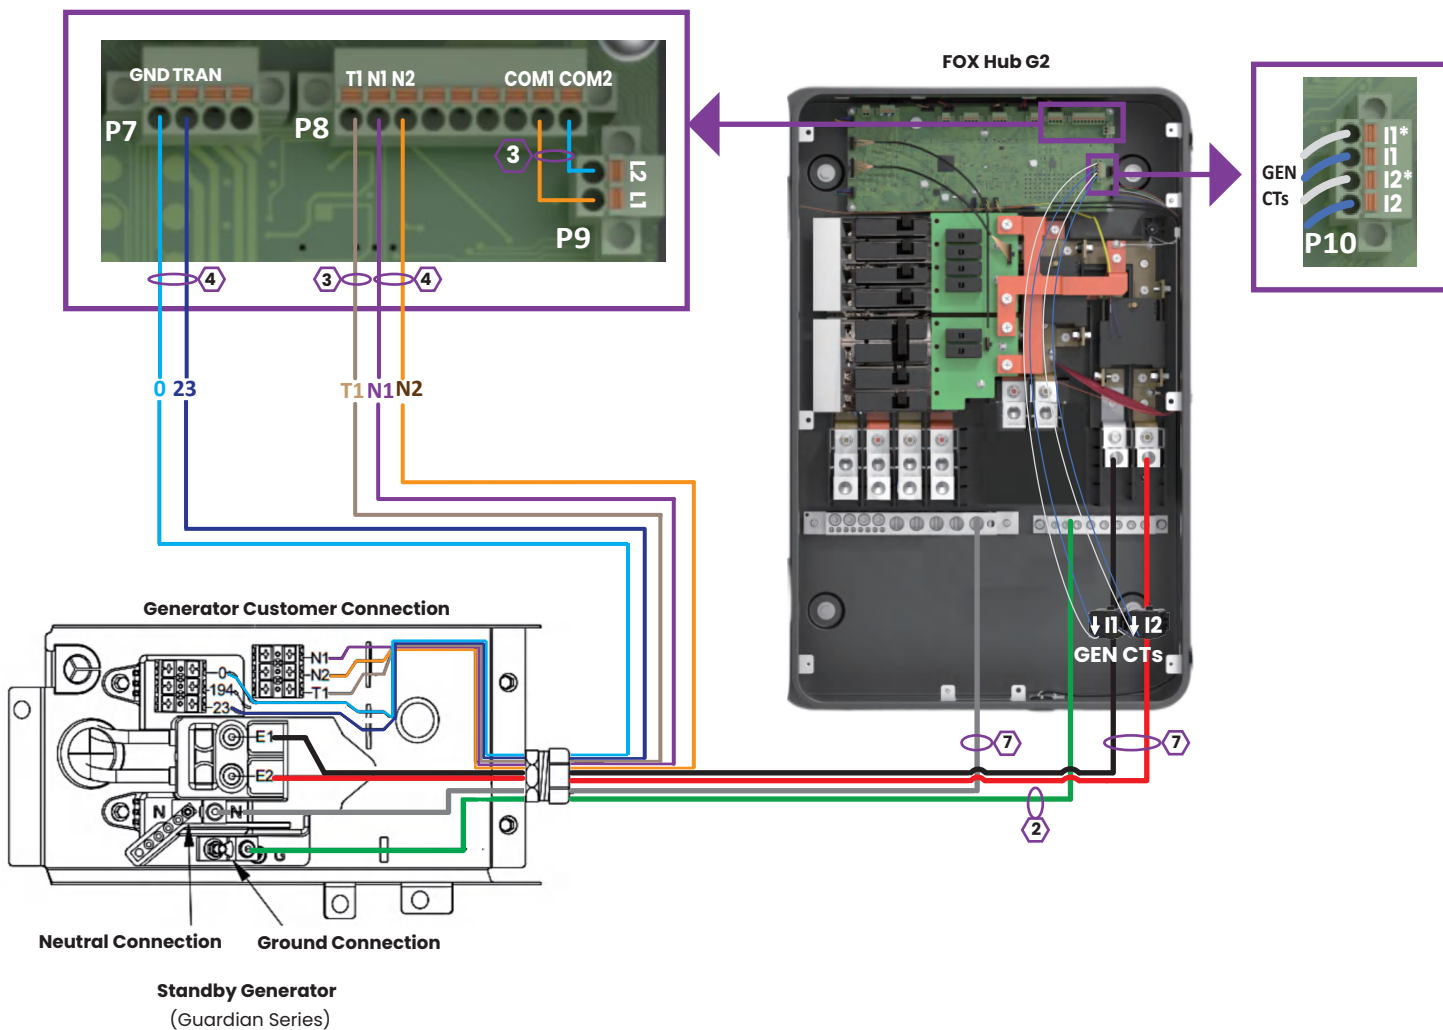 FOX Hub G2
GND TRAN
T1 N1 N2
COM1 COM2
P7
P8
3
L2
L1
P9
4
3
4
I1*
I1
I2*
I2
GEN
CTs
P10
0 23
T1 N1 N2
Generator Customer Connection
N1
N2
T1
0
194
23
E1
E2
N
N
G
I1
I2
GEN CTs
7
7
2
Neutral Connection
Ground Connection
Standby Generator
(Guardian Series)